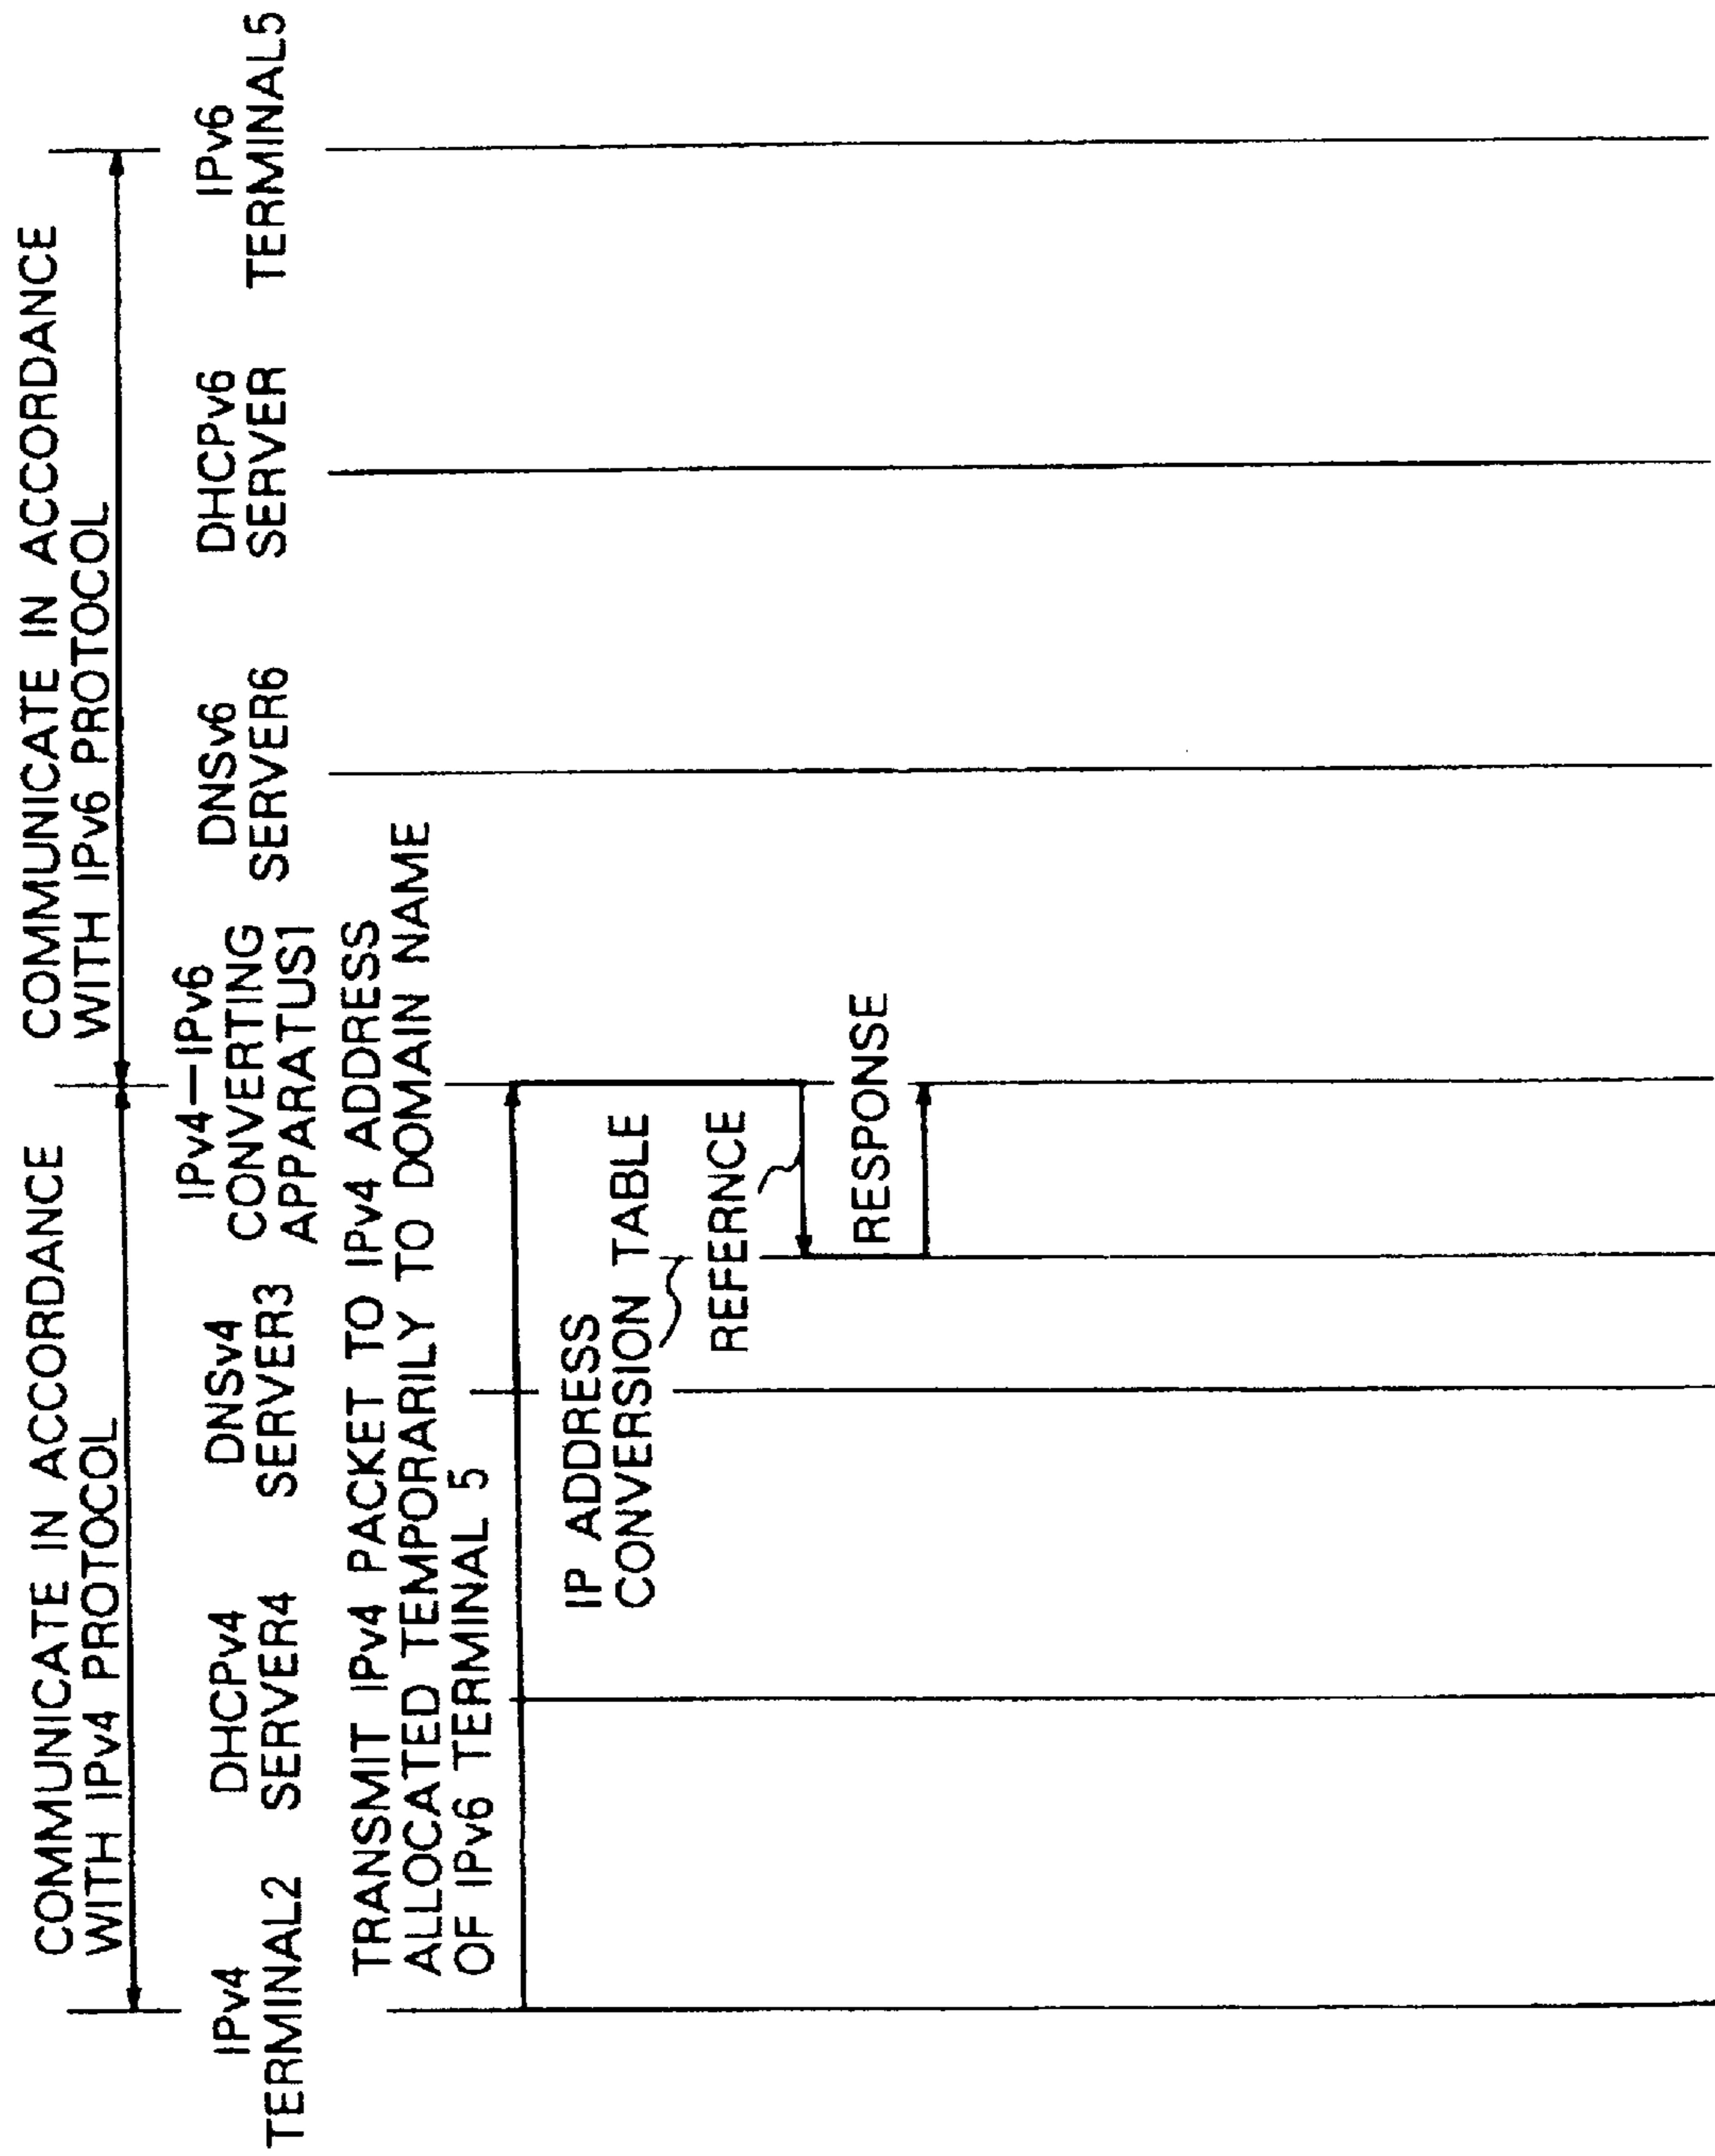 COMMUNICATE IN ACCORDANCE
WITH IPv4 PROTOCOL
COMMUNICATE IN ACCORDANCE
WITH IPv6 PROTOCOL
IPv4
TERMINAL2
DHCPv4
SERVER4
DNSv4
SERVER3
IPv4—IPv6
CONVERTING
APPARATUS1
DNSv6
SERVER6
DHCPv6
SERVER
IPv6
TERMINAL5
TRANSMIT IPv4 PACKET TO IPv4 ADDRESS
ALLOCATED TEMPORARILY TO DOMAIN NAME
OF IPv6 TERMINAL 5
IP ADDRESS
CONVERSION TABLE
REFERENCE
RESPONSE